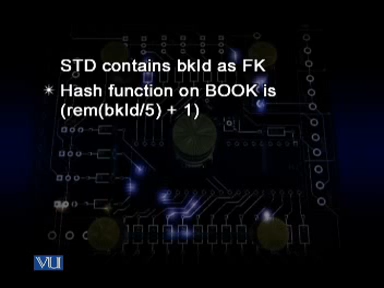 STD contains bkId as FK
✴ Hash function on BOOK is
(rem(bkId/5) + 1)
VU